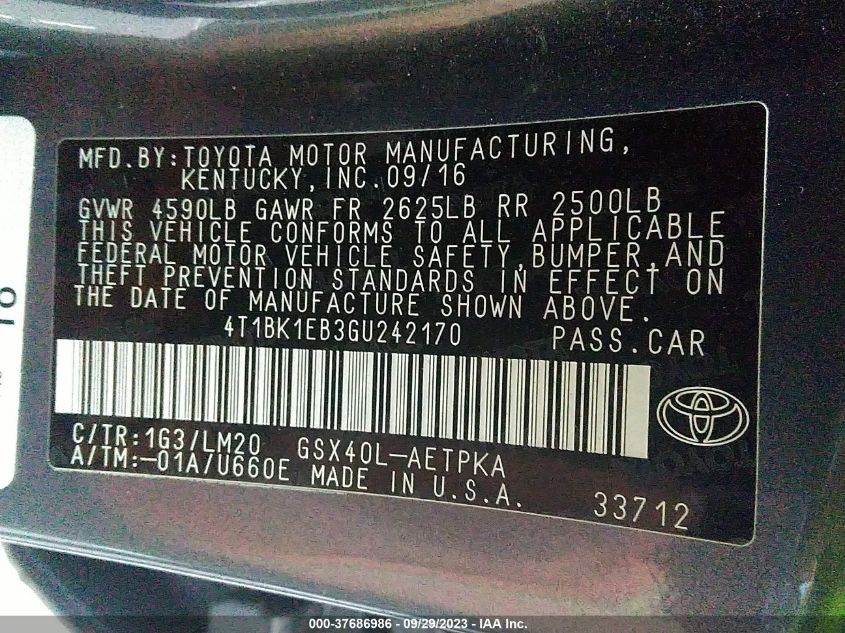 MFD.BY:TOYOTA MOTOR MANUFACTURING,
KENTUCKY,INC.09/16
GVWR 4590LB GAWR FR 2625LB RR 2500LB
THIS VEHICLE CONFORMS TO ALL APPLICABLE
FEDERAL MOTOR VEHICLE SAFETY,BUMPER,AND
THEFT PREVENTION STANDARDS IN EFFECT ON
THE DATE OF MANUFACTURE SHOWN ABOVE.
4T1BK1EB3GU242170 PASS.CAR
C/TR:1G3/LM20 GSX40L-AETPKA
A/TM:-01A/U660E MADE IN U.S.A.
33712
000-37686986 - 09/29/2023 - IAA Inc.